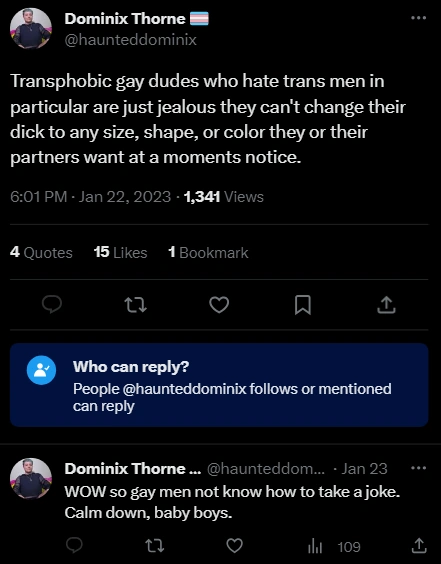 Dominix Thorne 🏳️‍⚧️
@haunteddominix
Transphobic gay dudes who hate trans men in
particular are just jealous they can't change their
dick to any size, shape, or color they or their
partners want at a moments notice.
6:01 PM · Jan 22, 2023 · 1,341 Views
4 Quotes 15 Likes 1 Bookmark
Who can reply?
People @haunteddominix follows or mentioned
can reply
Dominix Thorne ... @haunteddom... · Jan 23
WOW so gay men not know how to take a joke.
Calm down, baby boys.
109